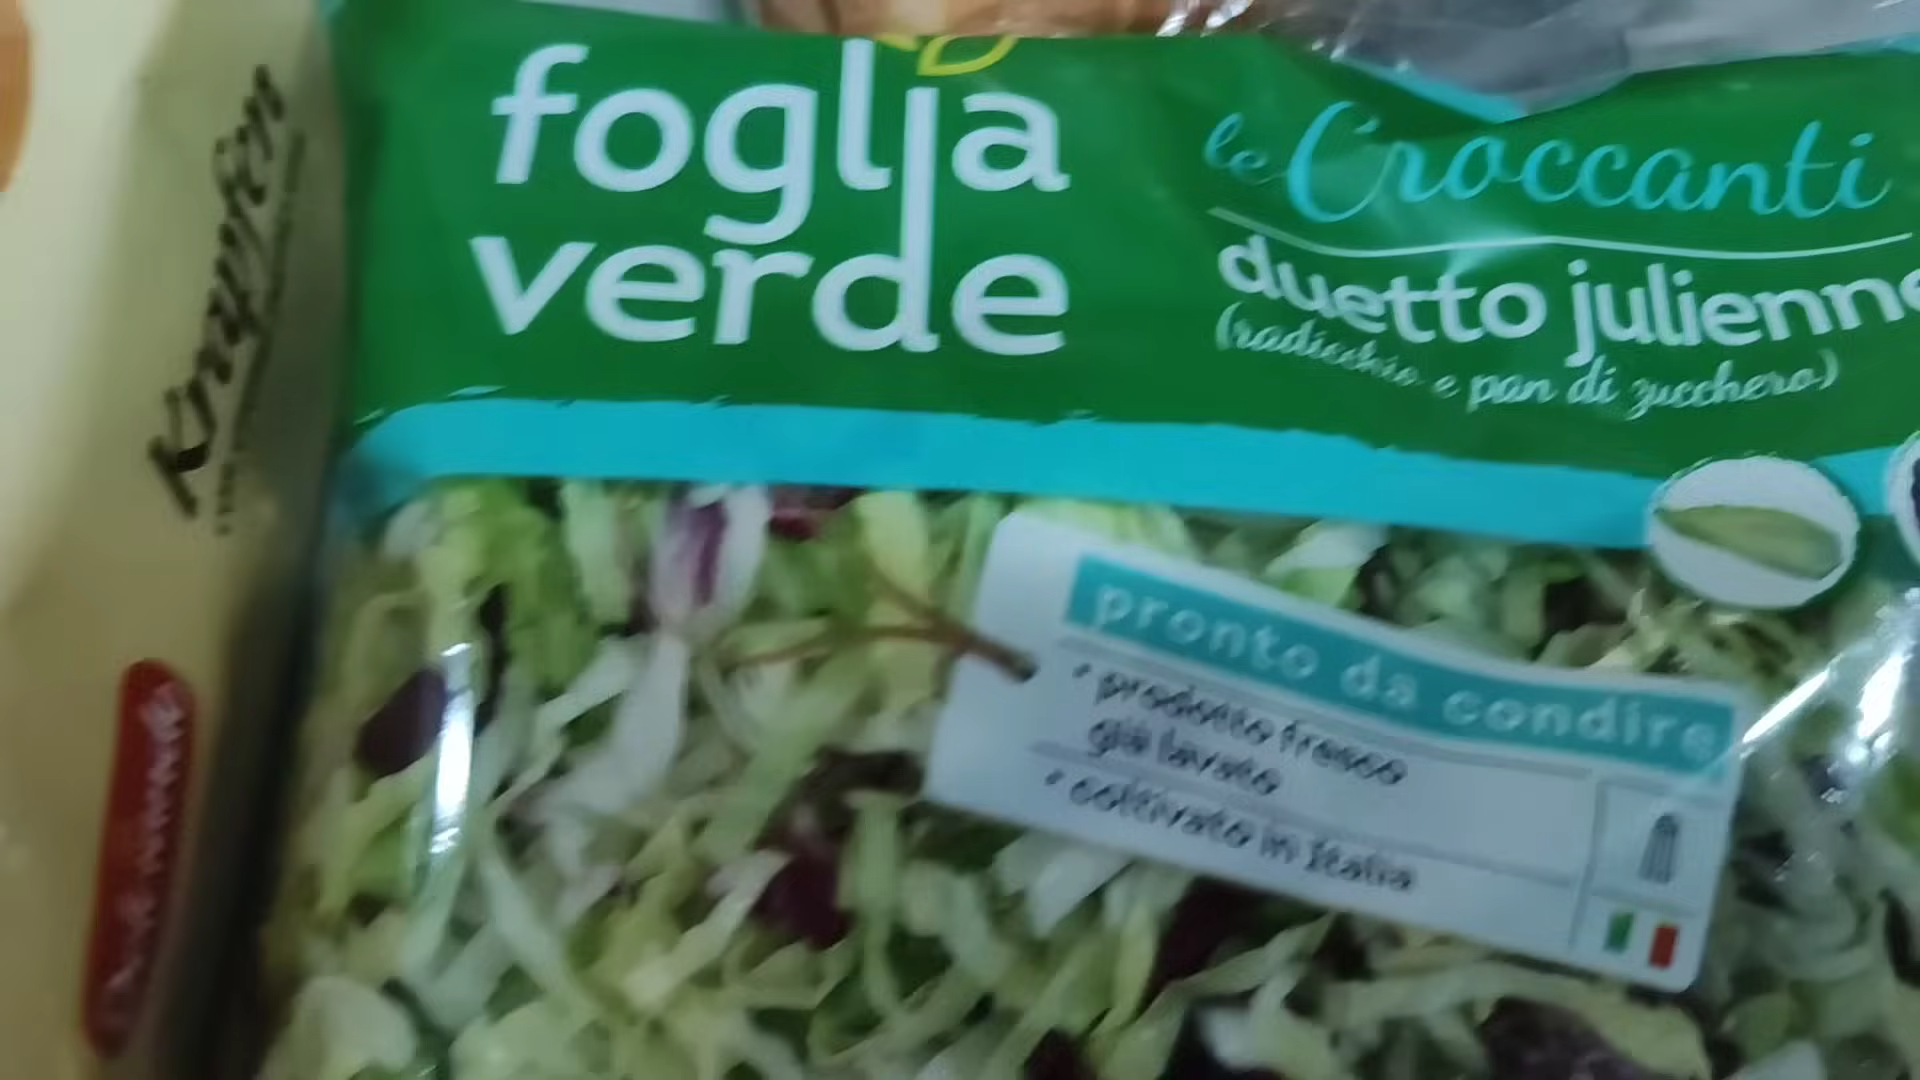 foglia
verde
le Croccanti
duetto julienne
(radicchio e pan di zucchero)
pronto da condire
prodotto fresco
già lavato
coltivato in Italia
Krapfen